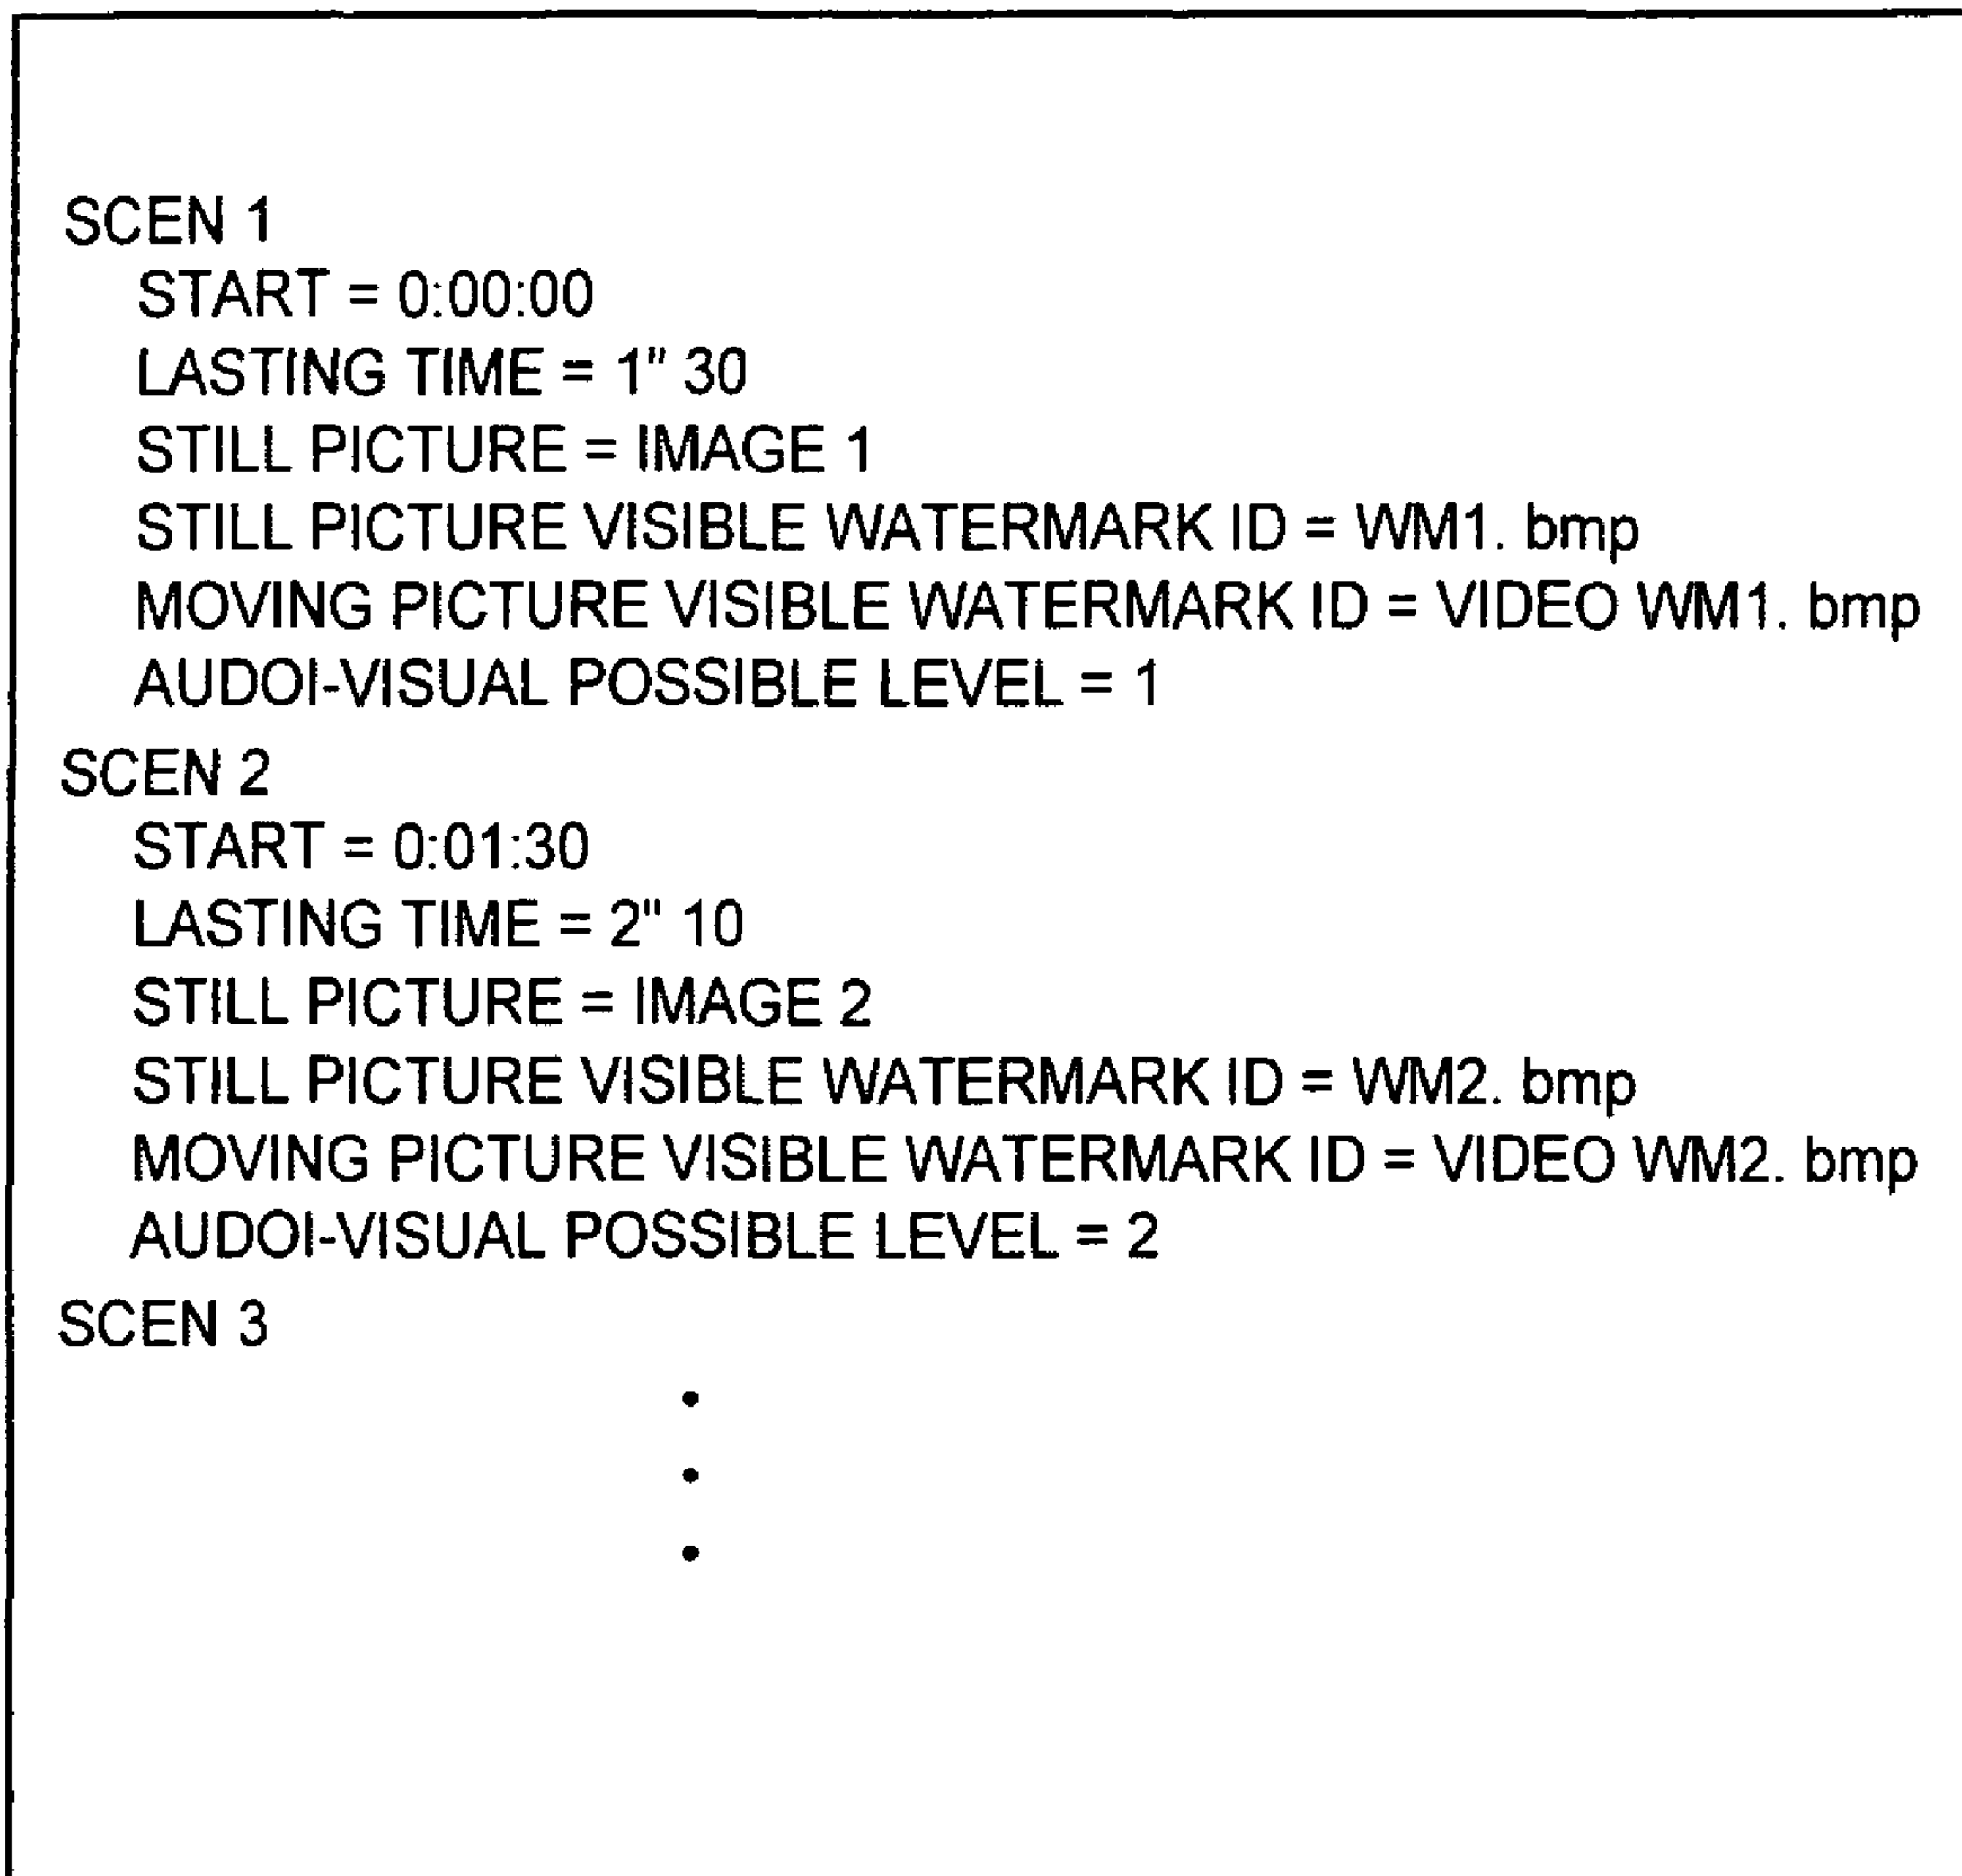 SCEN 1
START = 0:00:00
LASTING TIME = 1" 30
STILL PICTURE = IMAGE 1
STILL PICTURE VISIBLE WATERMARK ID = WM1. bmp
MOVING PICTURE VISIBLE WATERMARK ID = VIDEO WM1. bmp
AUDOI-VISUAL POSSIBLE LEVEL = 1
SCEN 2
START = 0:01:30
LASTING TIME = 2" 10
STILL PICTURE = IMAGE 2
STILL PICTURE VISIBLE WATERMARK ID = WM2. bmp
MOVING PICTURE VISIBLE WATERMARK ID = VIDEO WM2. bmp
AUDOI-VISUAL POSSIBLE LEVEL = 2
SCEN 3